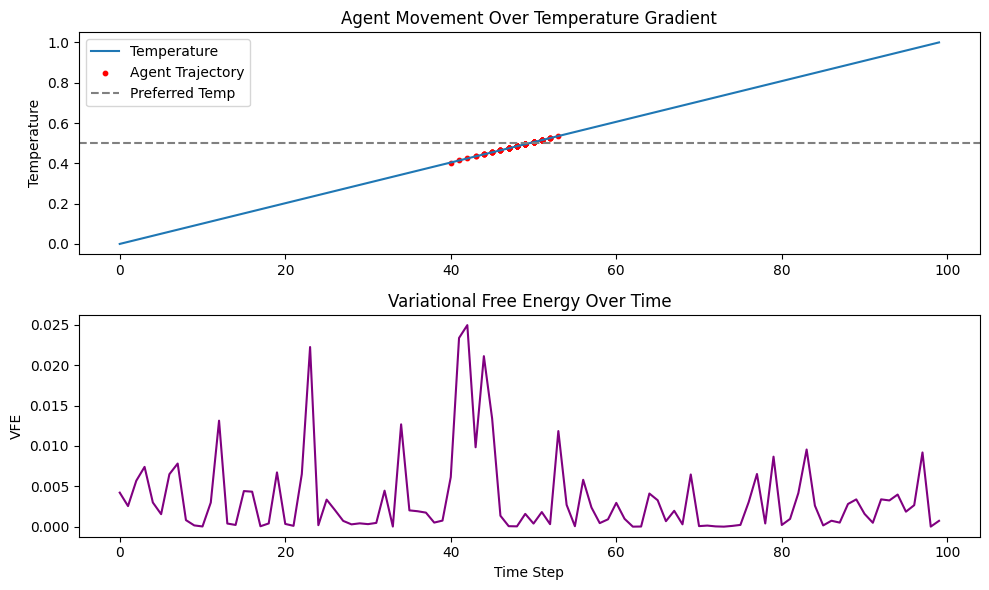 Agent Movement Over Temperature Gradient
Temperature
Agent Trajectory
Preferred Temp
Temperature
1.0
0.8
0.6
0.4
0.2
0.0
0 20 40 60 80 100
Variational Free Energy Over Time
VFE
0.025
0.020
0.015
0.010
0.005
0.000
0 20 40 60 80 100
Time Step